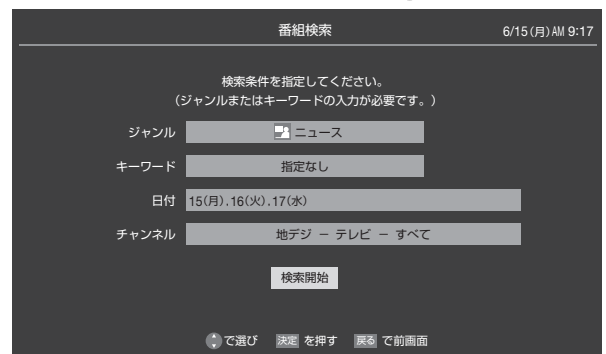 番組検索 6/15(月)AM 9:17
検索条件を指定してください。
(ジャンルまたはキーワードの入力が必要です。)
ジャンル ニュース
キーワード 指定なし
日付 15(月).16(火).17(水)
チャンネル 地デジ － テレビ － すべて
検索開始
で選び 決定 を押す 戻る で前画面